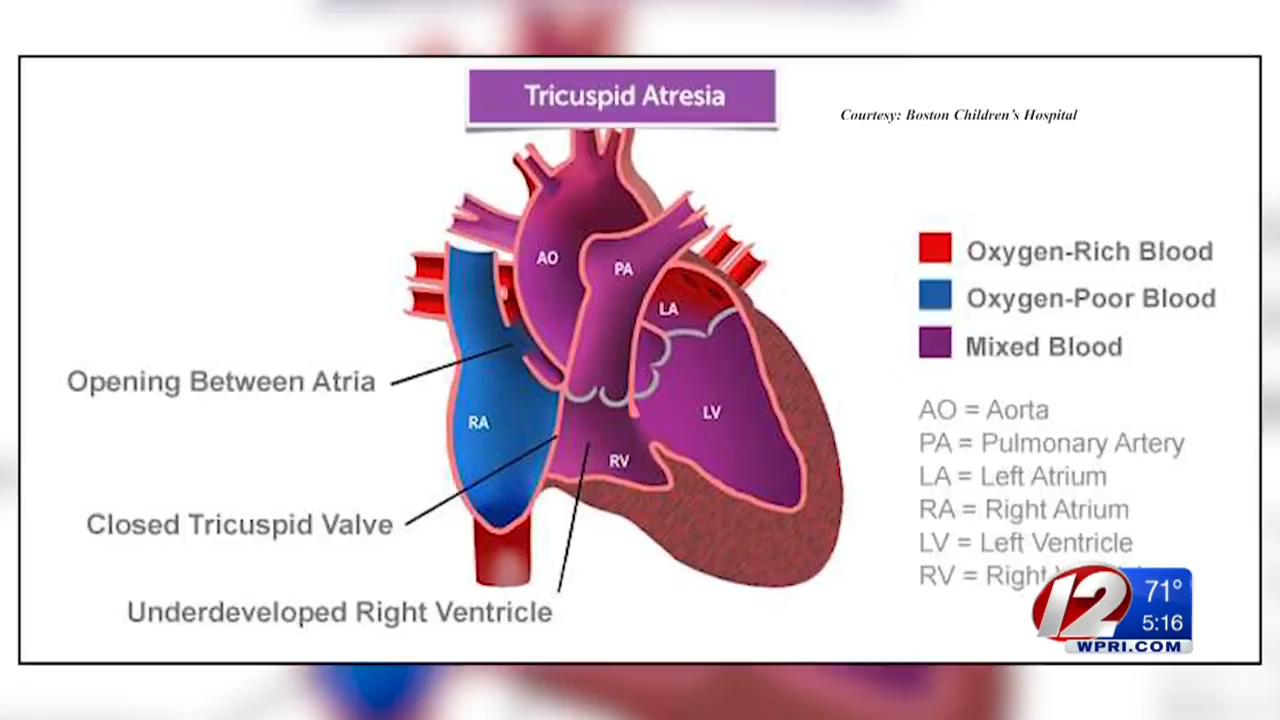 Tricuspid Atresia
Courtesy: Boston Children's Hospital
AO
PA
LA
RA
LV
RV
Opening Between Atria
Closed Tricuspid Valve
Underdeveloped Right Ventricle
Oxygen-Rich Blood
Oxygen-Poor Blood
Mixed Blood
AO = Aorta
PA = Pulmonary Artery
LA = Left Atrium
RA = Right Atrium
LV = Left Ventricle
RV = Right
12
71°
5:16
WPRI.COM